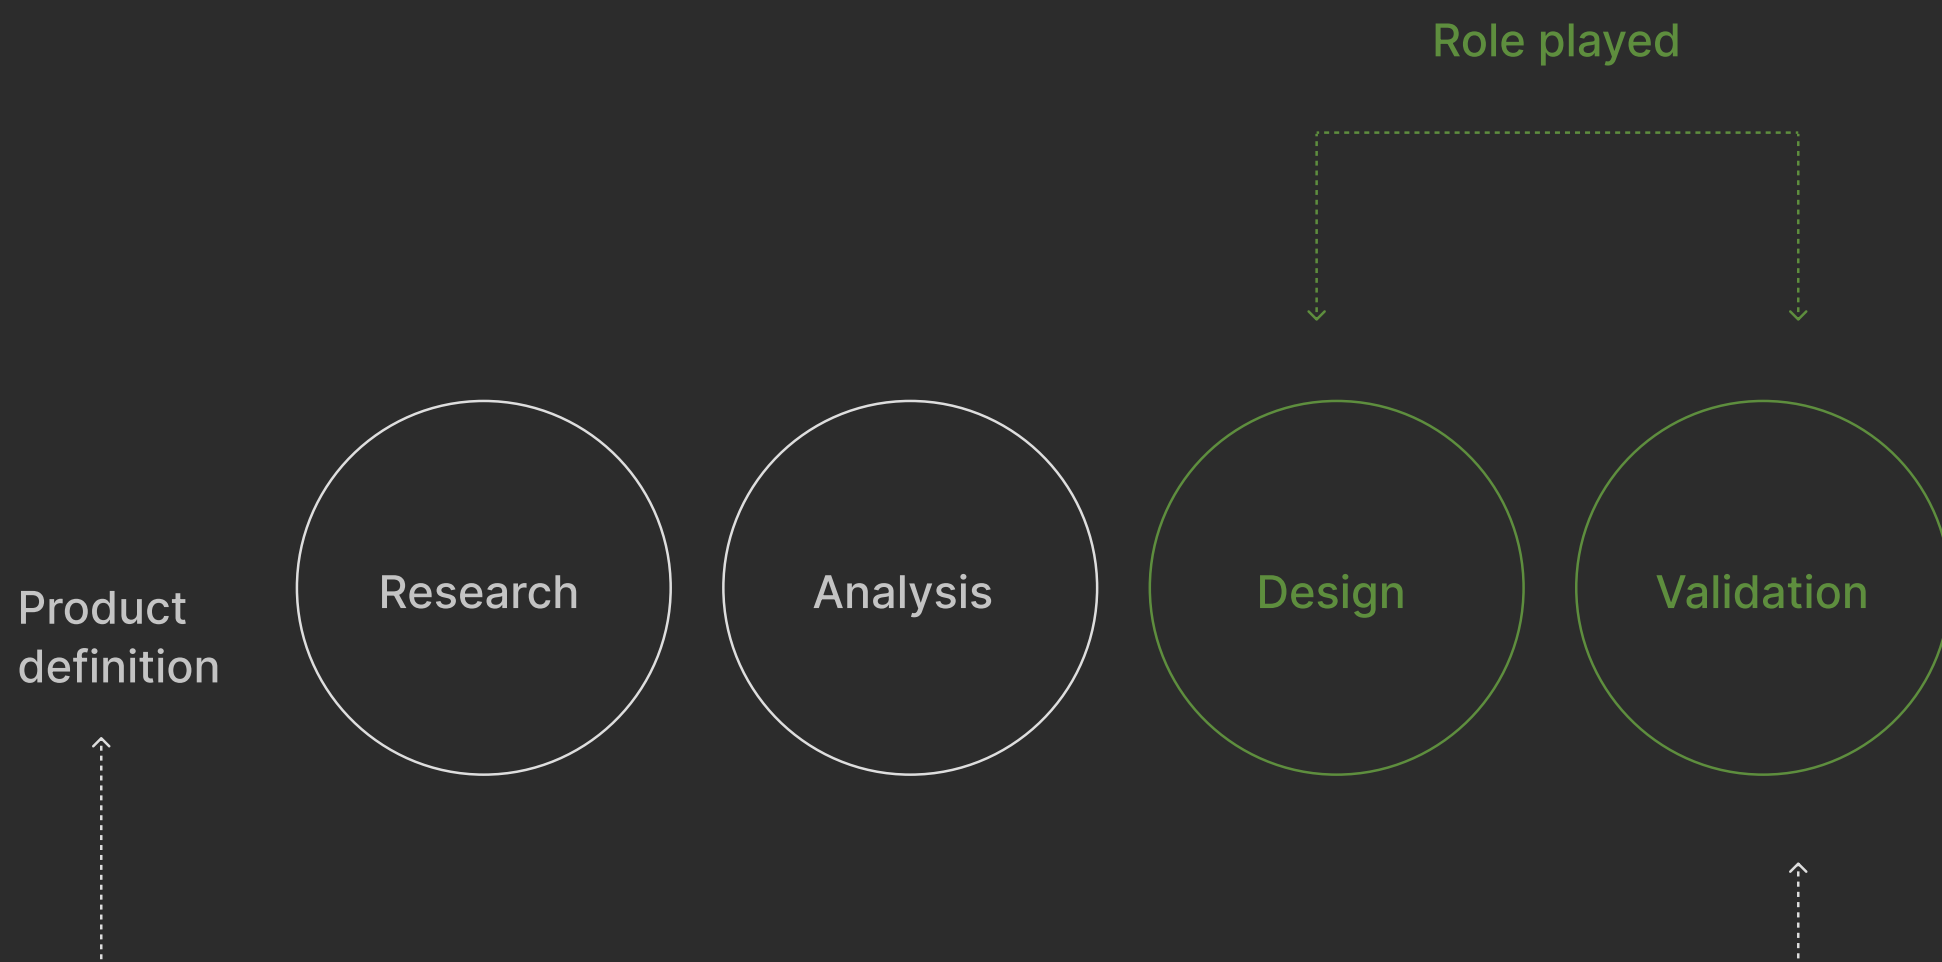 Role played
Product
definition
Research
Analysis
Design
Validation